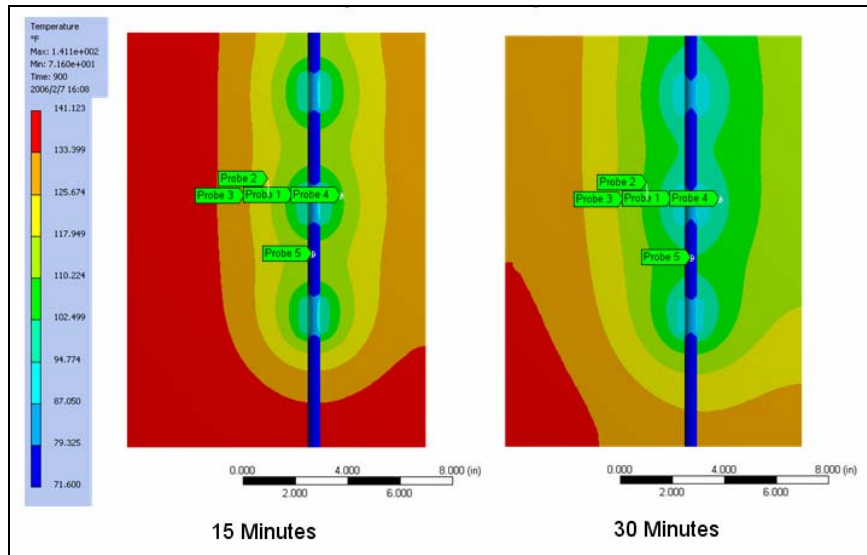 Temperature
°F
Max: 1.411e+002
Min: 7.160e+001
Time: 900
2006/2/7 16:08
141.123
133.399
125.674
117.949
110.224
102.499
94.774
87.050
79.325
71.600
Probe 2
Probe 3 Probe 1 Probe 4
Probe 5
0.000 4.000 8.000 (in)
2.000 6.000
15 Minutes
Probe 2
Probe 3 Probe 1 Probe 4
Probe 5
0.000 4.000 8.000 (in)
2.000 6.000
30 Minutes